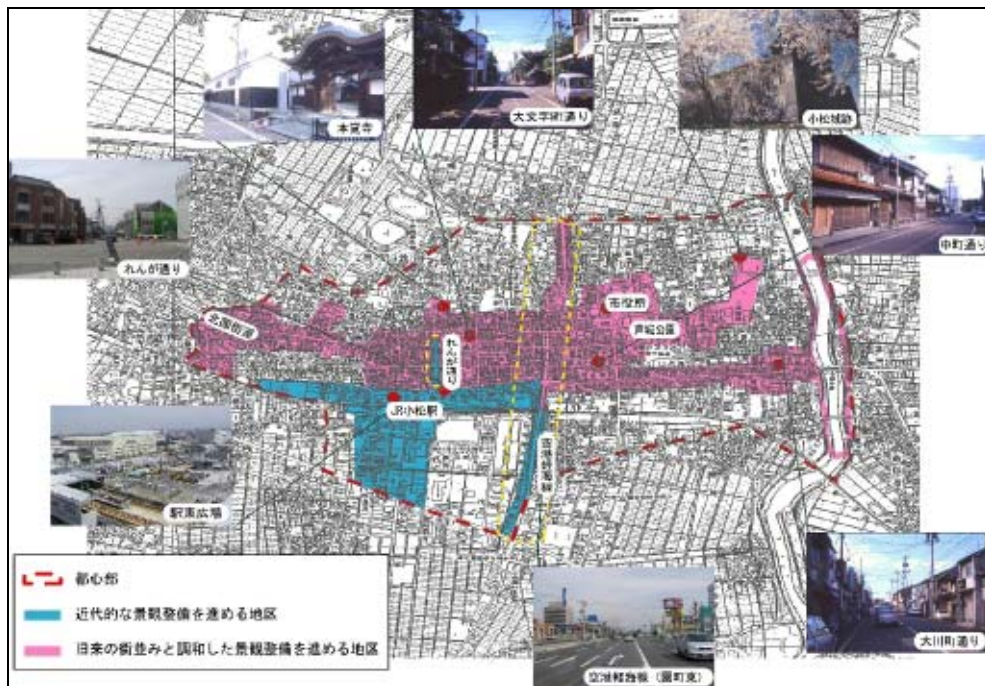 本覚寺
大文字町通り
小松城跡
中町通り
れんが通り
北国街道
市役所
芦城公園
れんが通り
JR小松駅
空港軽海線
駅東広場
都心部
近代的な景観整備を進める地区
旧来の街並みと調和した景観整備を進める地区
空港軽海線（園町東）
大川町通り